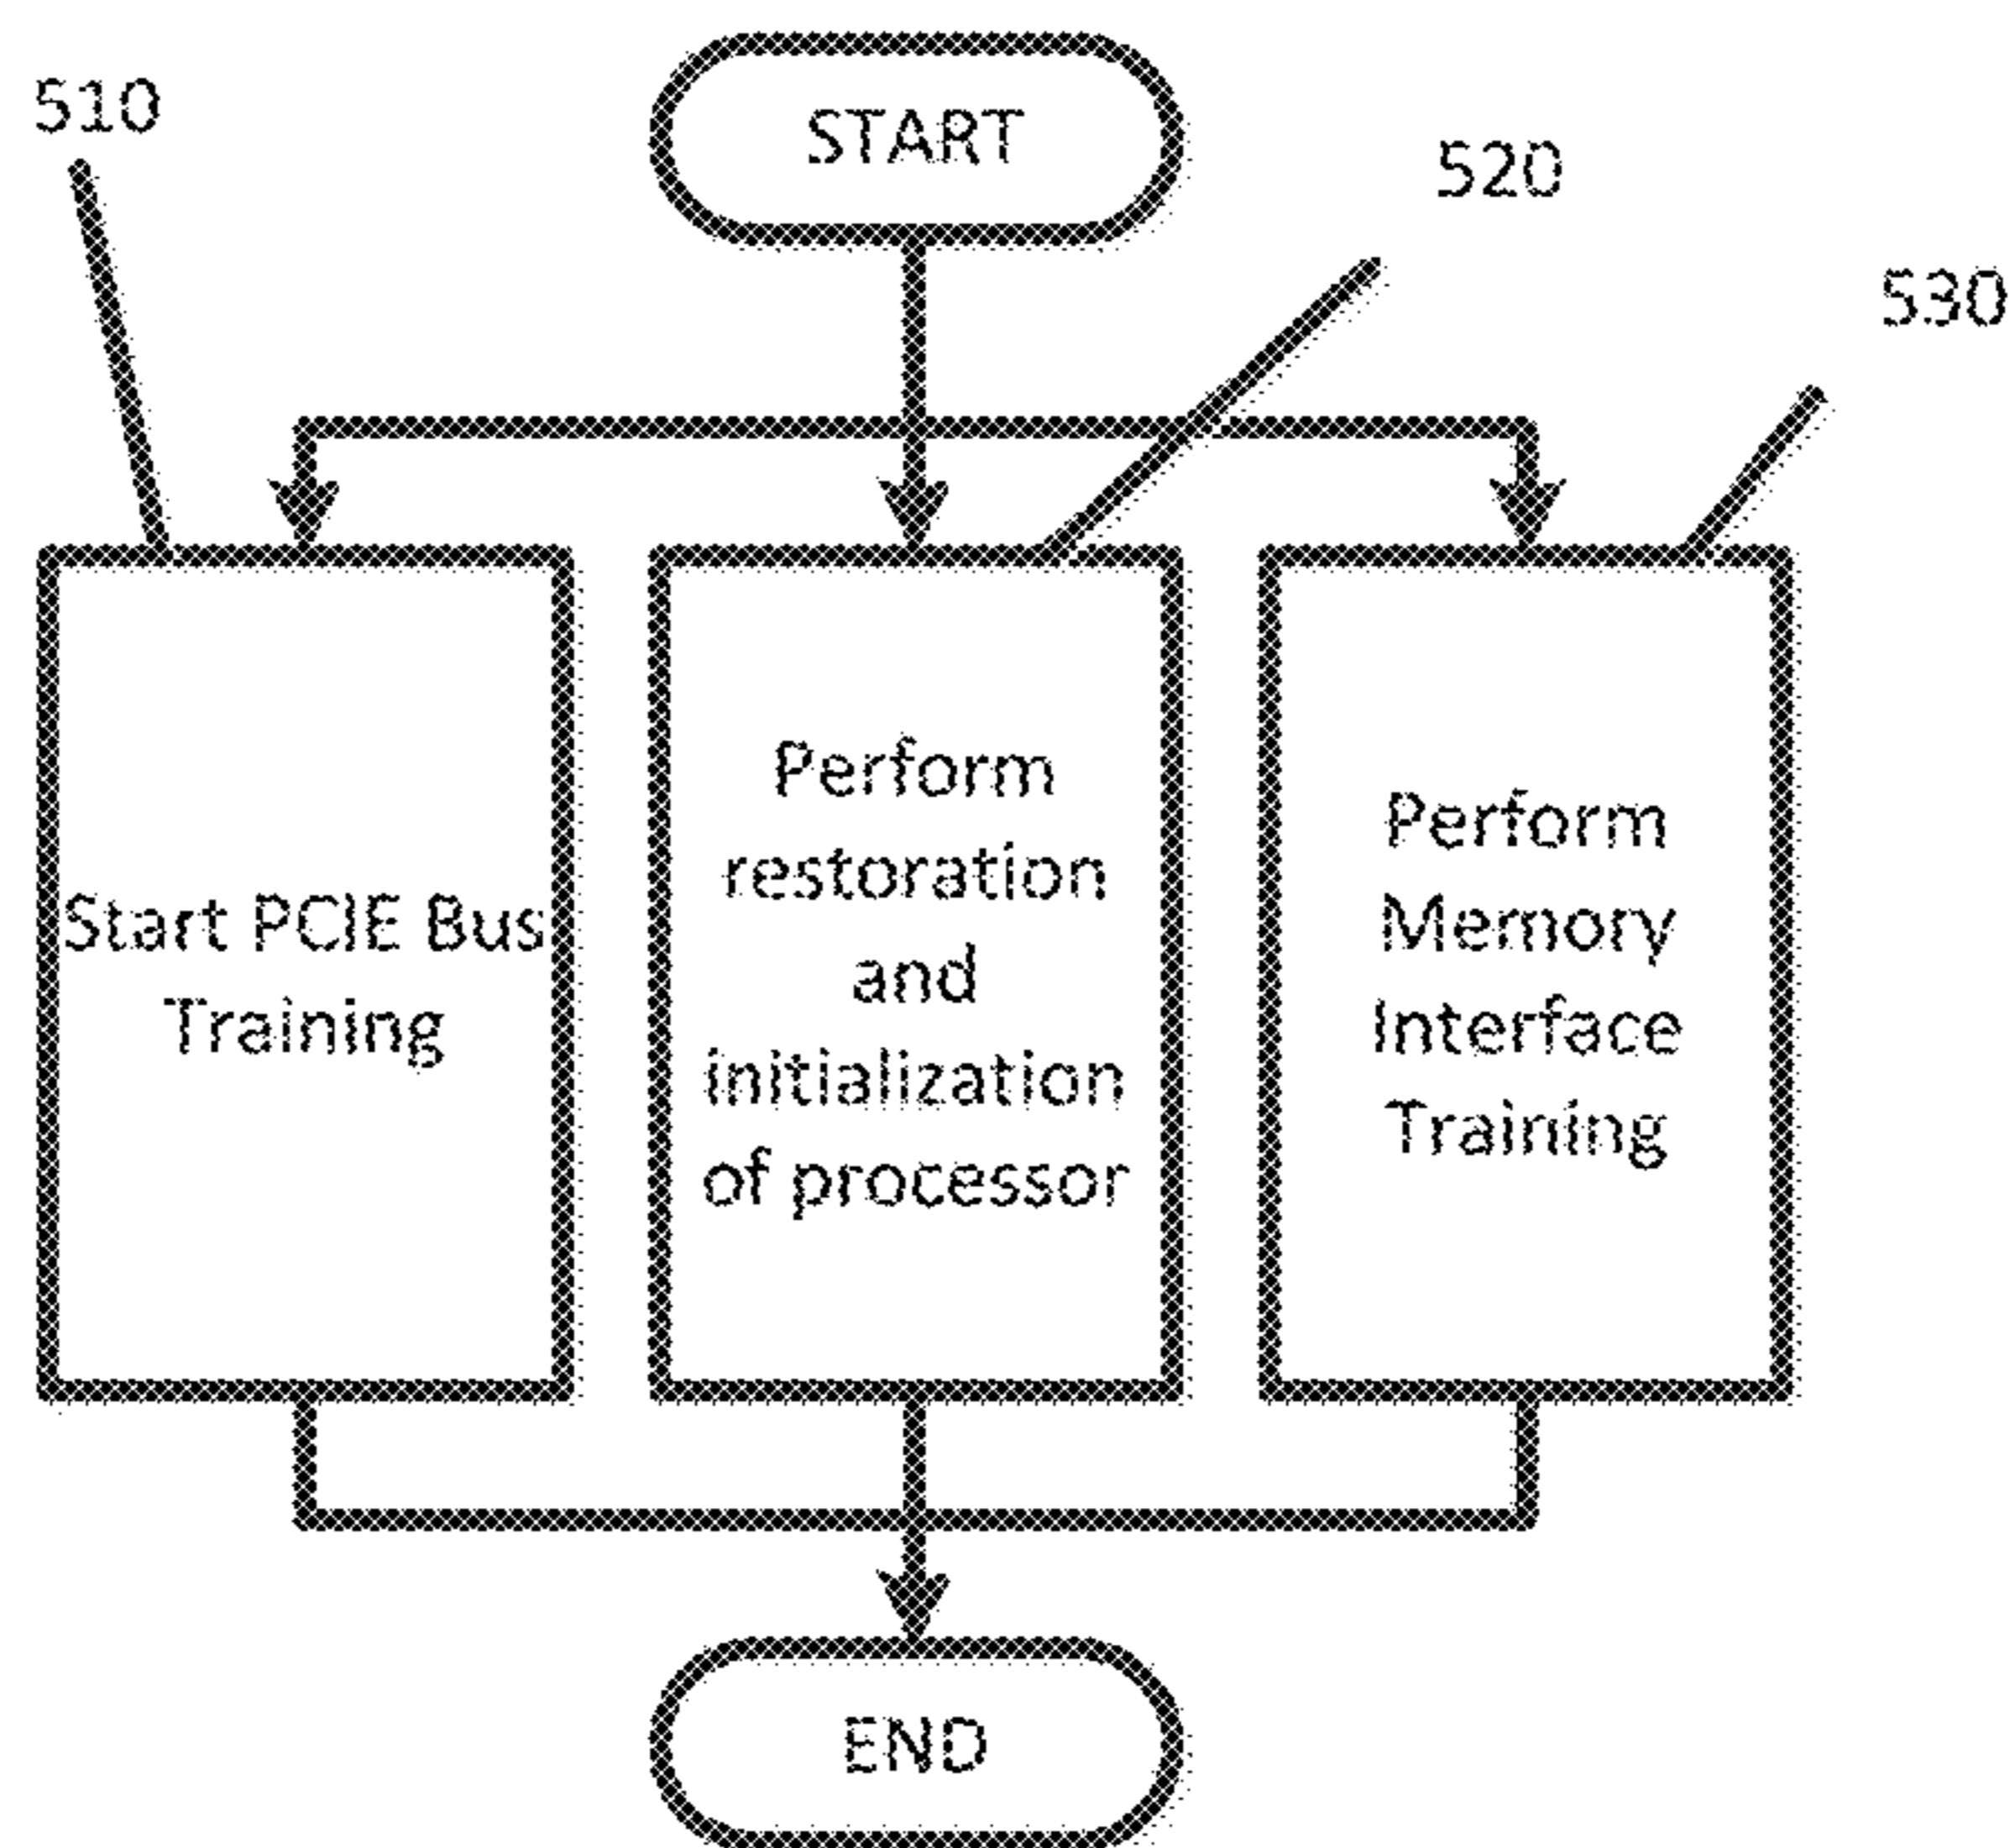 510
START
520
530
Start PCIE Bus
Training
Perform
restoration
and
initialization
of processor
Perform
Memory
Interface
Training
END